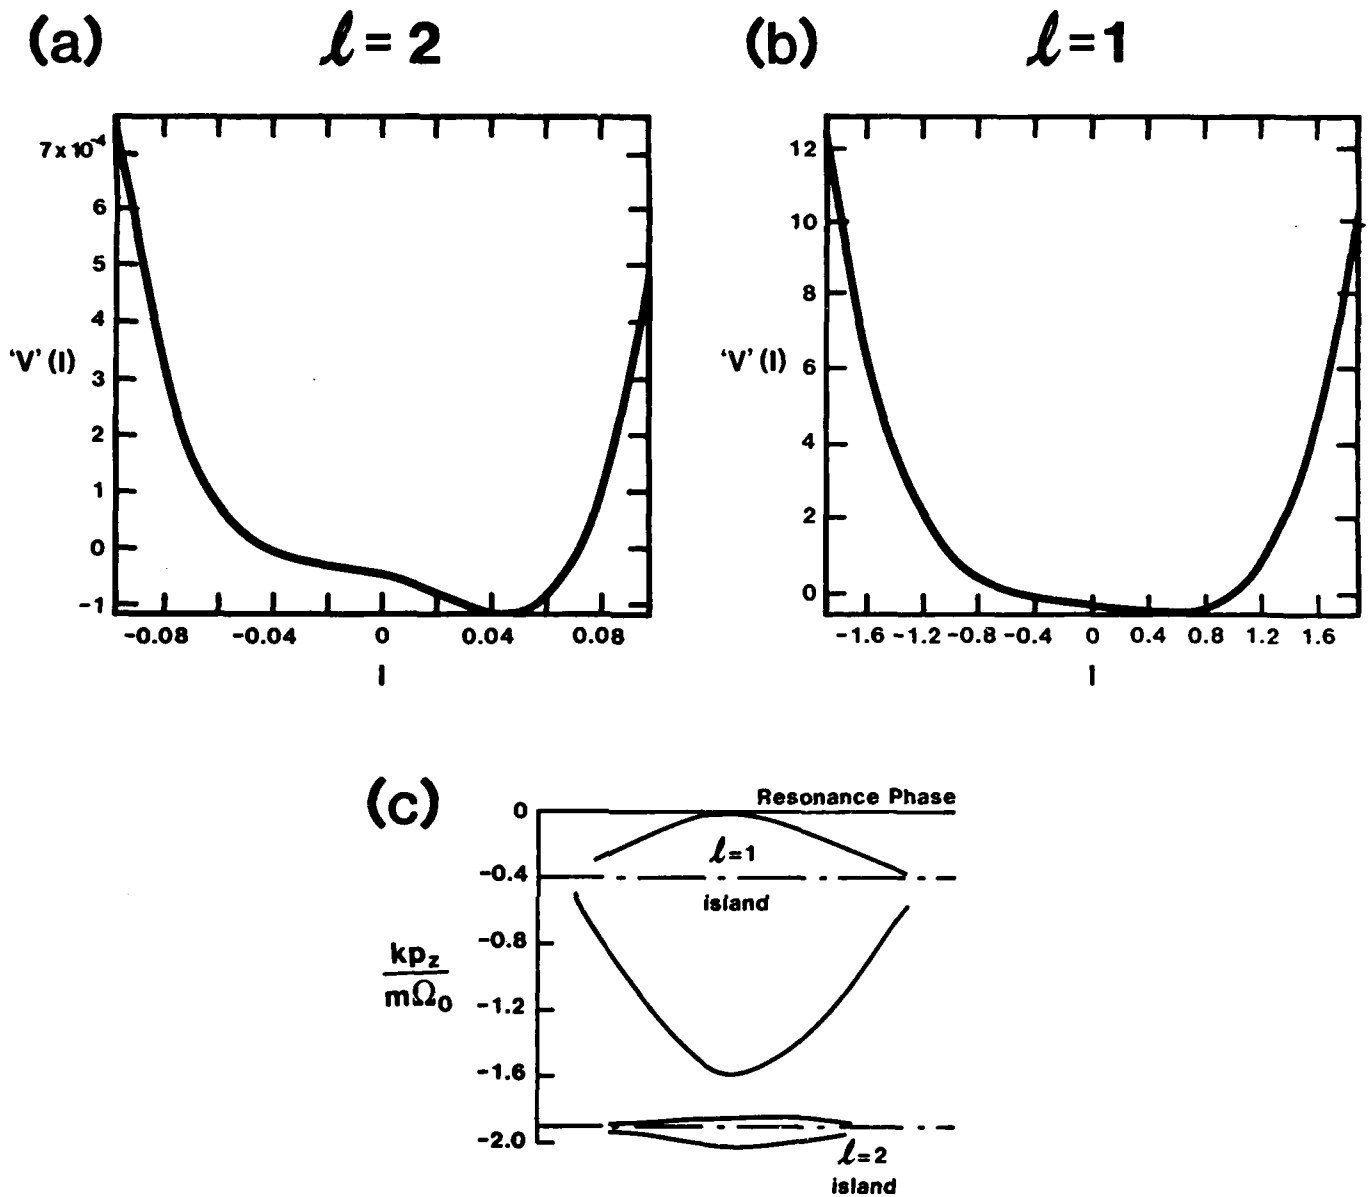 (a) ℓ = 2
7 x 10⁻⁴
6
5
4
'V' (I)
3
2
1
0
-1
-0.08 -0.04 0 0.04 0.08
I
(b) ℓ = 1
12
10
8
'V' (I)
6
4
2
0
-1.6 -1.2 -0.8 -0.4 0 0.4 0.8 1.2 1.6
I
(c)
0 Resonance Phase
ℓ=1
-0.4
island
-0.8
kp_z
mΩ₀
-1.2
-1.6
-2.0
ℓ=2
island